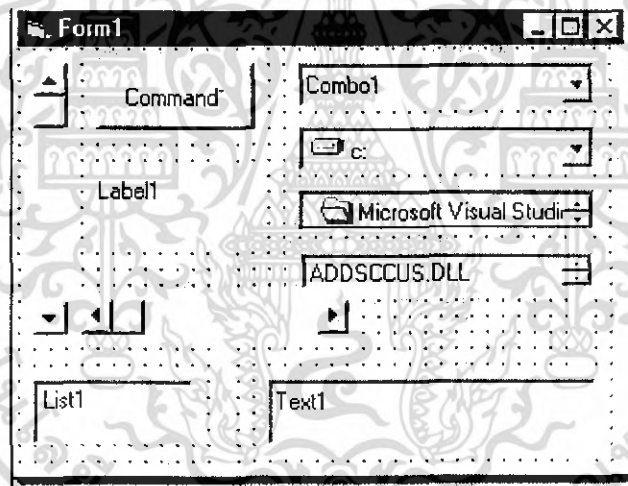 Form1
Command
Combo1
c:
Label1
Microsoft Visual Studi
ADDSCCUS.DLL
List1
Text1